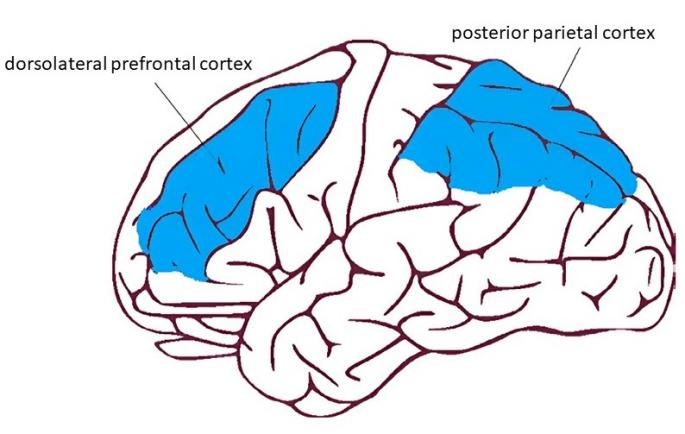 posterior parietal cortex
dorsolateral prefrontal cortex